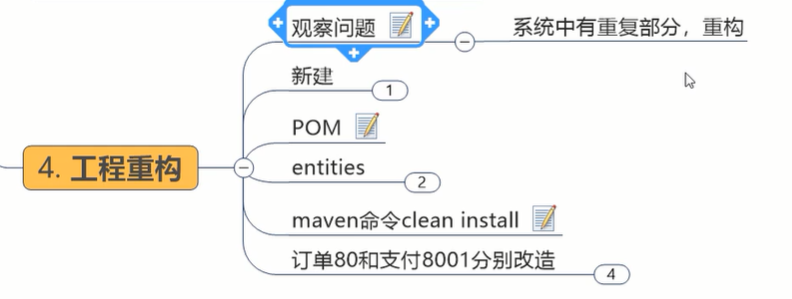 观察问题
系统中有重复部分，重构
新建
1
POM
4. 工程重构
entities
2
maven命令clean install
订单80和支付8001分别改造
4